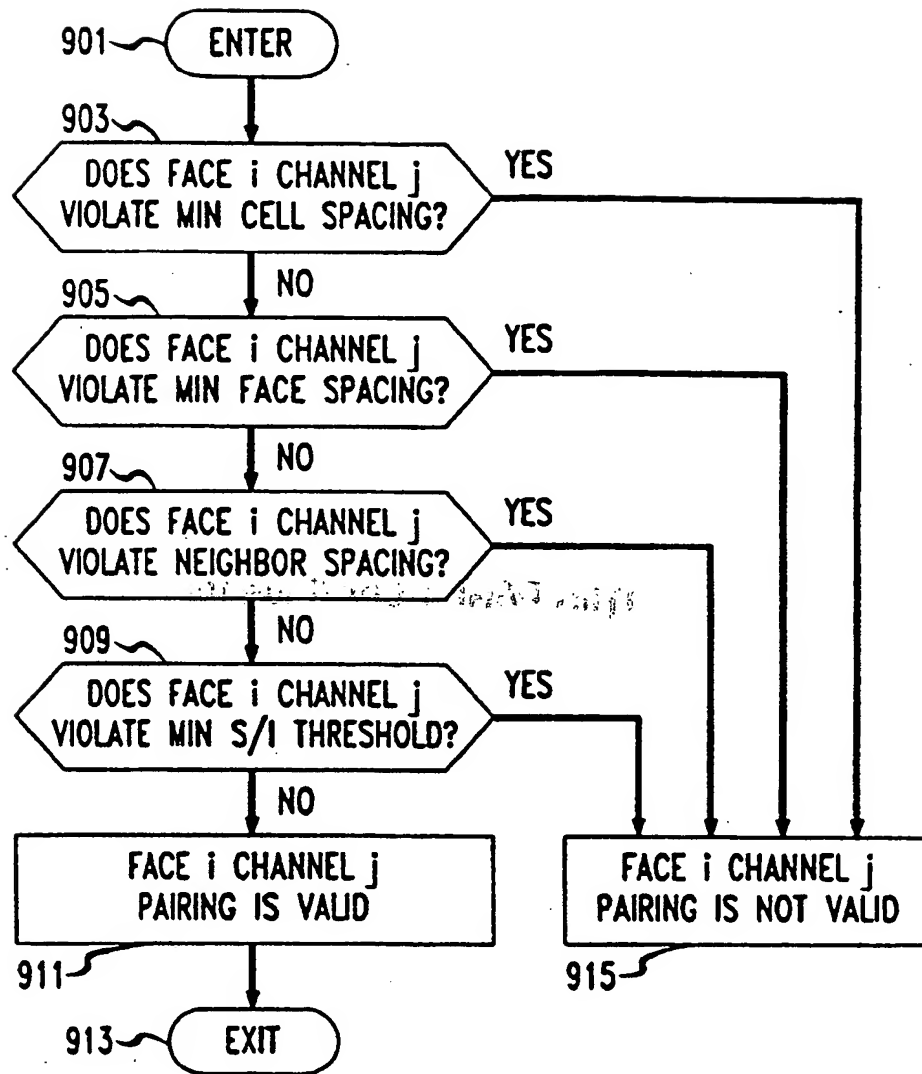 901
ENTER
903
DOES FACE i CHANNEL j
VIOLATE MIN CELL SPACING?
YES
NO
905
DOES FACE i CHANNEL j
VIOLATE MIN FACE SPACING?
YES
NO
907
DOES FACE i CHANNEL j
VIOLATE NEIGHBOR SPACING?
YES
NO
909
DOES FACE i CHANNEL j
VIOLATE MIN S/I THRESHOLD?
YES
NO
FACE i CHANNEL j
PAIRING IS VALID
911
FACE i CHANNEL j
PAIRING IS NOT VALID
915
913
EXIT